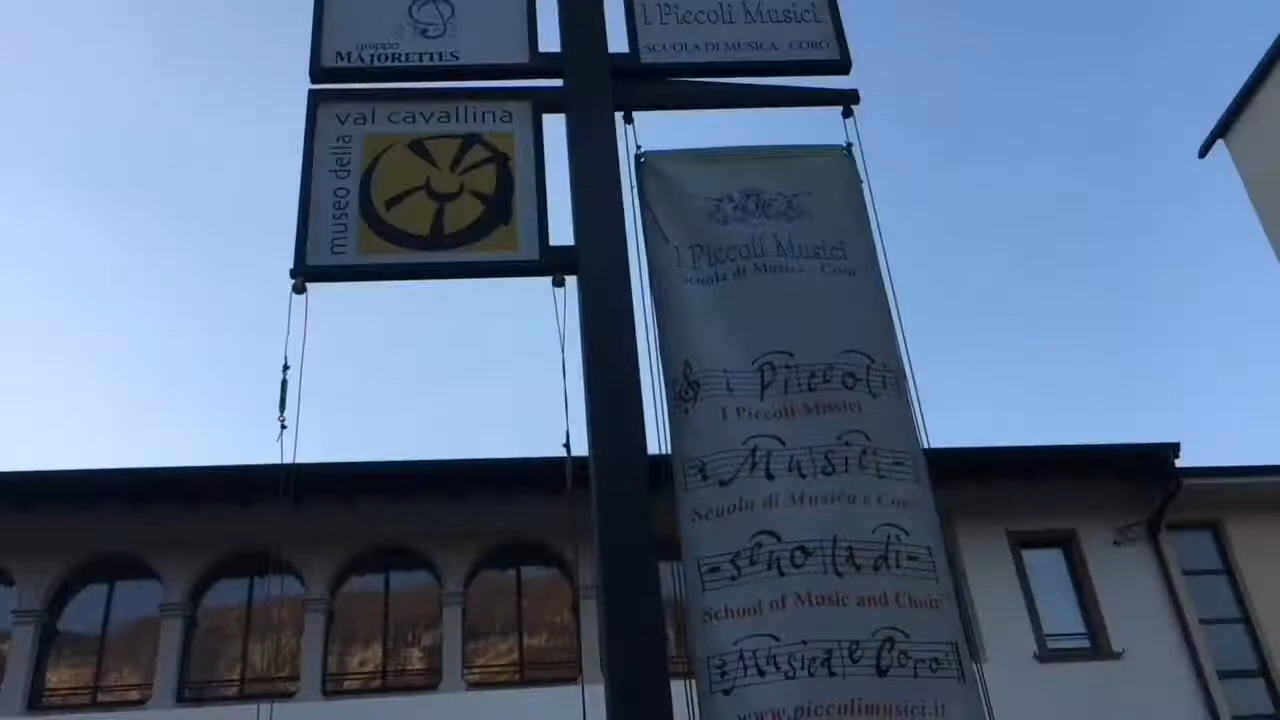 gruppo
MAJORETTES
I Piccoli Musici
SCUOLA DI MUSICA - CORO
val cavallina
museo della
I Piccoli Musici
Scuola di Musica - Coro
i Piccoli
I Piccoli Musici
Musici
Scuola di Musica e Coro
scuola di
School of Music and Choir
Musica e Coro
www.piccolimusici.it